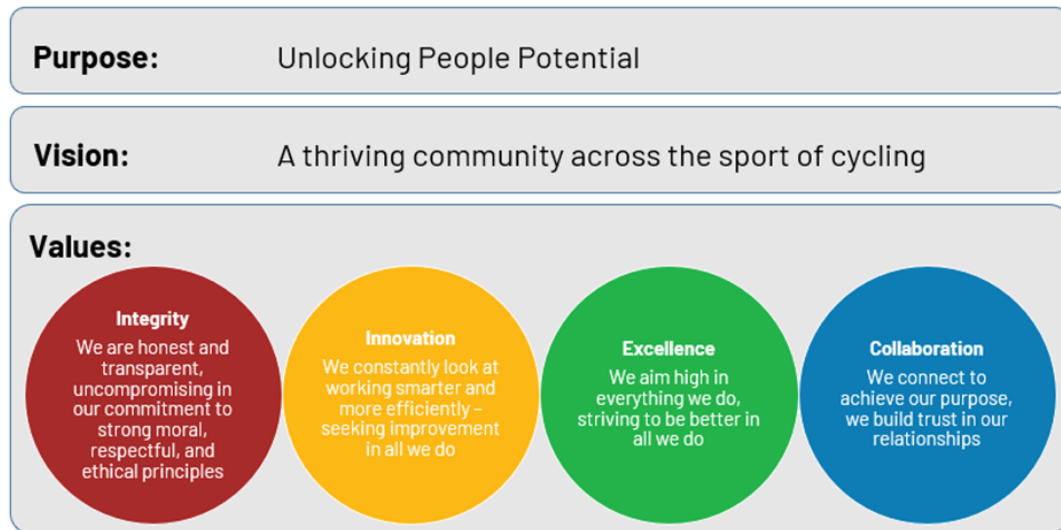 Purpose: Unlocking People Potential
Vision: A thriving community across the sport of cycling
Values:
Integrity
We are honest and
transparent,
uncompromising in
our commitment to
strong moral,
respectful, and
ethical principles
Innovation
We constantly look at
working smarter and
more efficiently –
seeking improvement
in all we do
Excellence
We aim high in
everything we do,
striving to be better in
all we do
Collaboration
We connect to
achieve our purpose,
we build trust in our
relationships